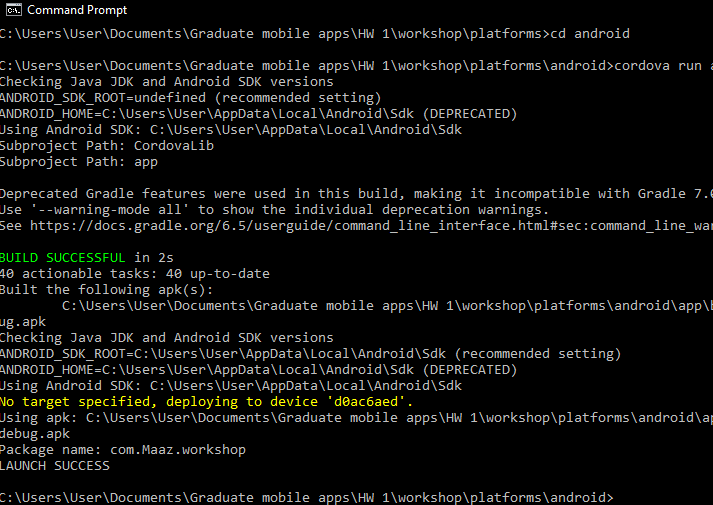 Command Prompt
C:\Users\User\Documents\Graduate mobile apps\HW 1\workshop\platforms>cd android
C:\Users\User\Documents\Graduate mobile apps\HW 1\workshop\platforms\android>cordova run a
Checking Java JDK and Android SDK versions
ANDROID_SDK_ROOT=undefined (recommended setting)
ANDROID_HOME=C:\Users\User\AppData\Local\Android\Sdk (DEPRECATED)
Using Android SDK: C:\Users\User\AppData\Local\Android\Sdk
Subproject Path: CordovaLib
Subproject Path: app
Deprecated Gradle features were used in this build, making it incompatible with Gradle 7.0
Use '--warning-mode all' to show the individual deprecation warnings.
See https://docs.gradle.org/6.5/userguide/command_line_interface.html#sec:command_line_war
BUILD SUCCESSFUL in 2s
40 actionable tasks: 40 up-to-date
Built the following apk(s):
C:\Users\User\Documents\Graduate mobile apps\HW 1\workshop\platforms\android\app\b
ug.apk
Checking Java JDK and Android SDK versions
ANDROID_SDK_ROOT=C:\Users\User\AppData\Local\Android\Sdk (recommended setting)
ANDROID_HOME=C:\Users\User\AppData\Local\Android\Sdk (DEPRECATED)
Using Android SDK: C:\Users\User\AppData\Local\Android\Sdk
No target specified, deploying to device 'd0ac6aed'.
Using apk: C:\Users\User\Documents\Graduate mobile apps\HW 1\workshop\platforms\android\ap
debug.apk
Package name: com.Maaz.workshop
LAUNCH SUCCESS
C:\Users\User\Documents\Graduate mobile apps\HW 1\workshop\platforms\android>